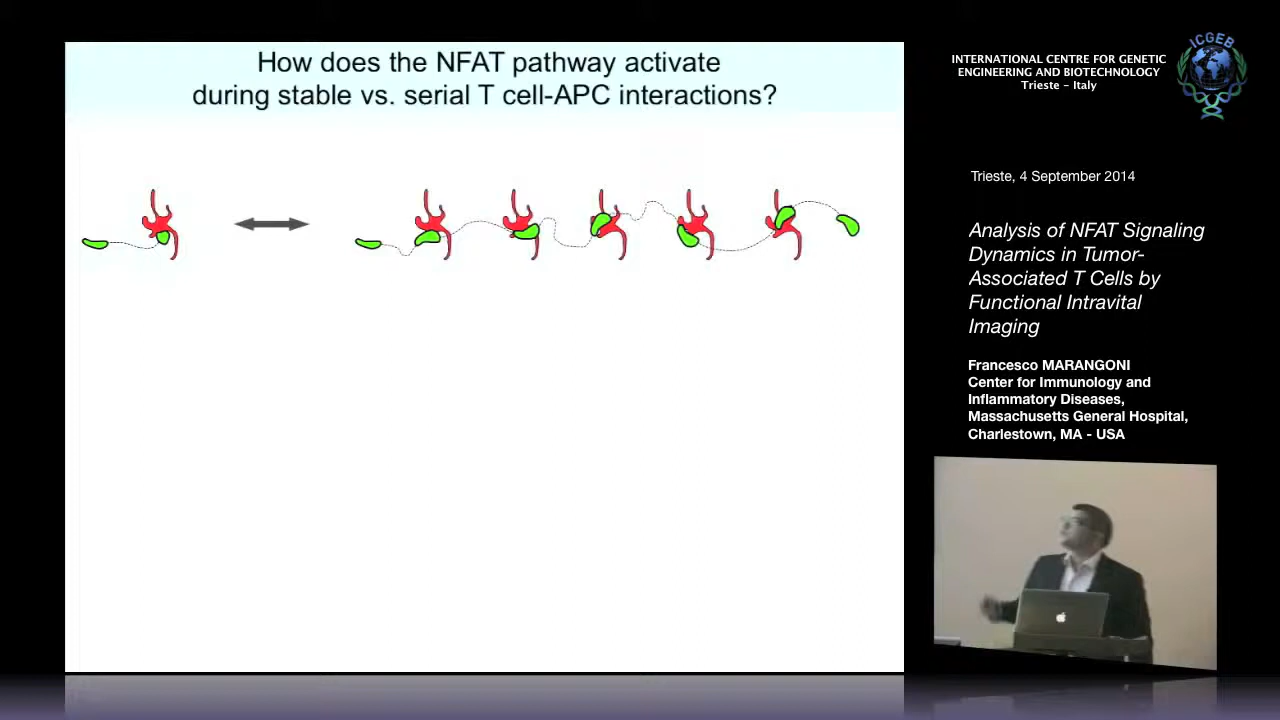 How does the NFAT pathway activate
during stable vs. serial T cell-APC interactions?
INTERNATIONAL CENTRE FOR GENETIC
ENGINEERING AND BIOTECHNOLOGY
Trieste - Italy
ICGEB
Trieste, 4 September 2014
Analysis of NFAT Signaling
Dynamics in Tumor-
Associated T Cells by
Functional Intravital
Imaging
Francesco MARANGONI
Center for Immunology and
Inflammatory Diseases,
Massachusetts General Hospital,
Charlestown, MA - USA